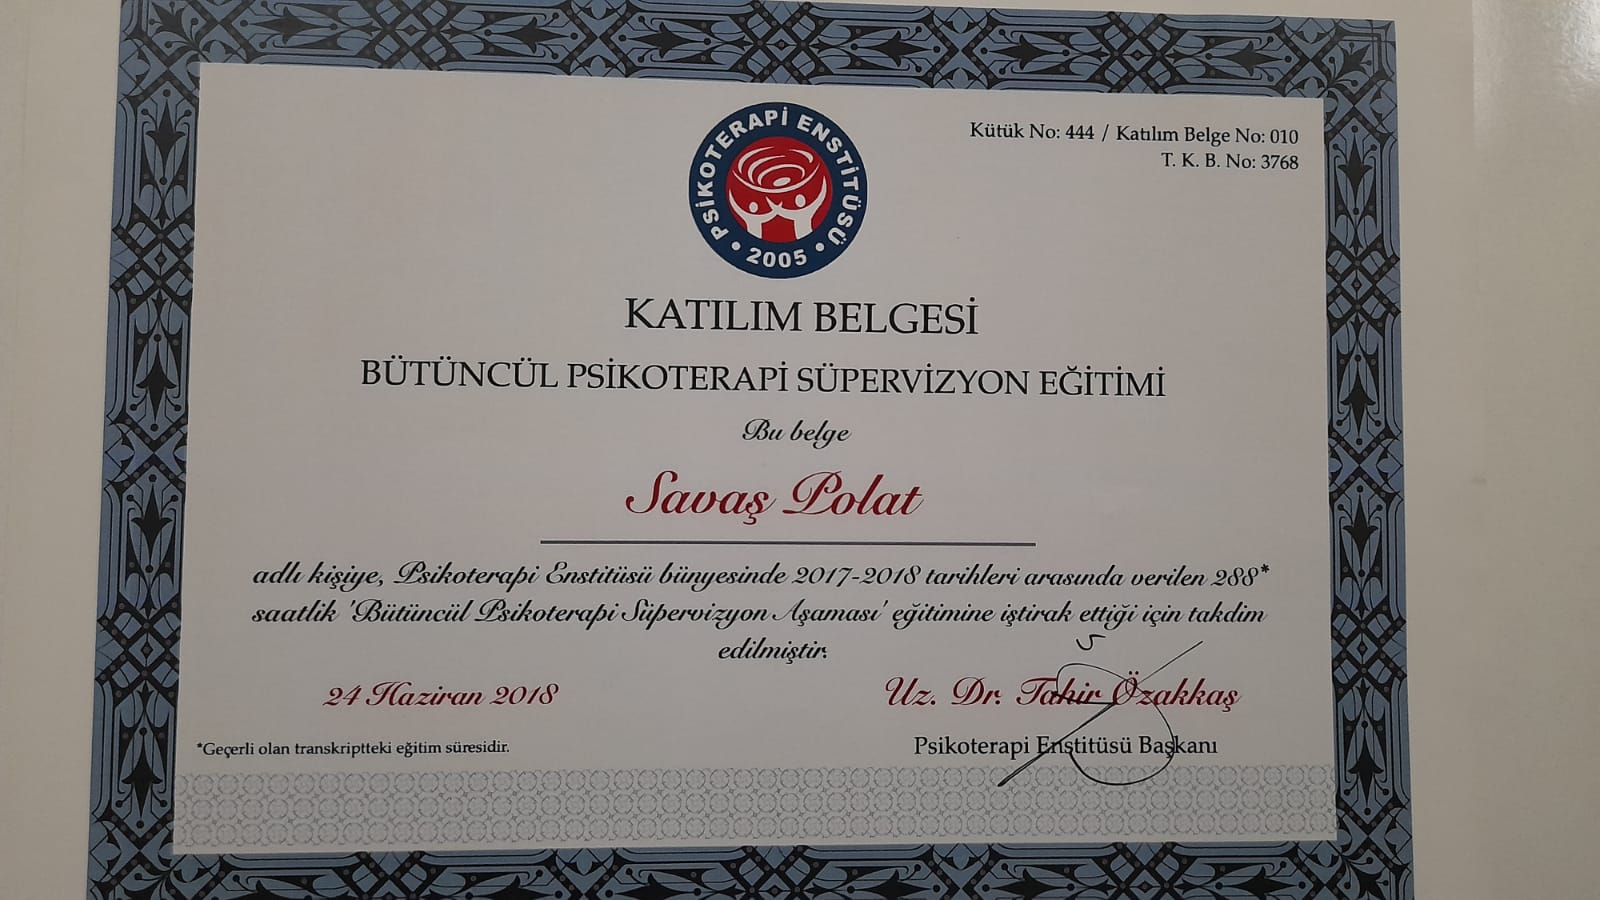 PSİKOTERAPİ ENSTİTÜSÜ
• 2005 •
Kütük No: 444 / Katılım Belge No: 010
T. K. B. No: 3768
KATILIM BELGESİ
BÜTÜNCÜL PSİKOTERAPİ SÜPERVİZYON EĞİTİMİ
Bu belge
Savaş Polat
adlı kişiye, Psikoterapi Enstitüsü bünyesinde 2017-2018 tarihleri arasında verilen 288*
saatlik 'Bütüncül Psikoterapi Süpervizyon Aşaması' eğitimine iştirak ettiği için takdim
edilmiştir.
24 Haziran 2018
Uz. Dr. Tahir Özakkaş
*Geçerli olan transkriptteki eğitim süresidir.
Psikoterapi Enstitüsü Başkanı